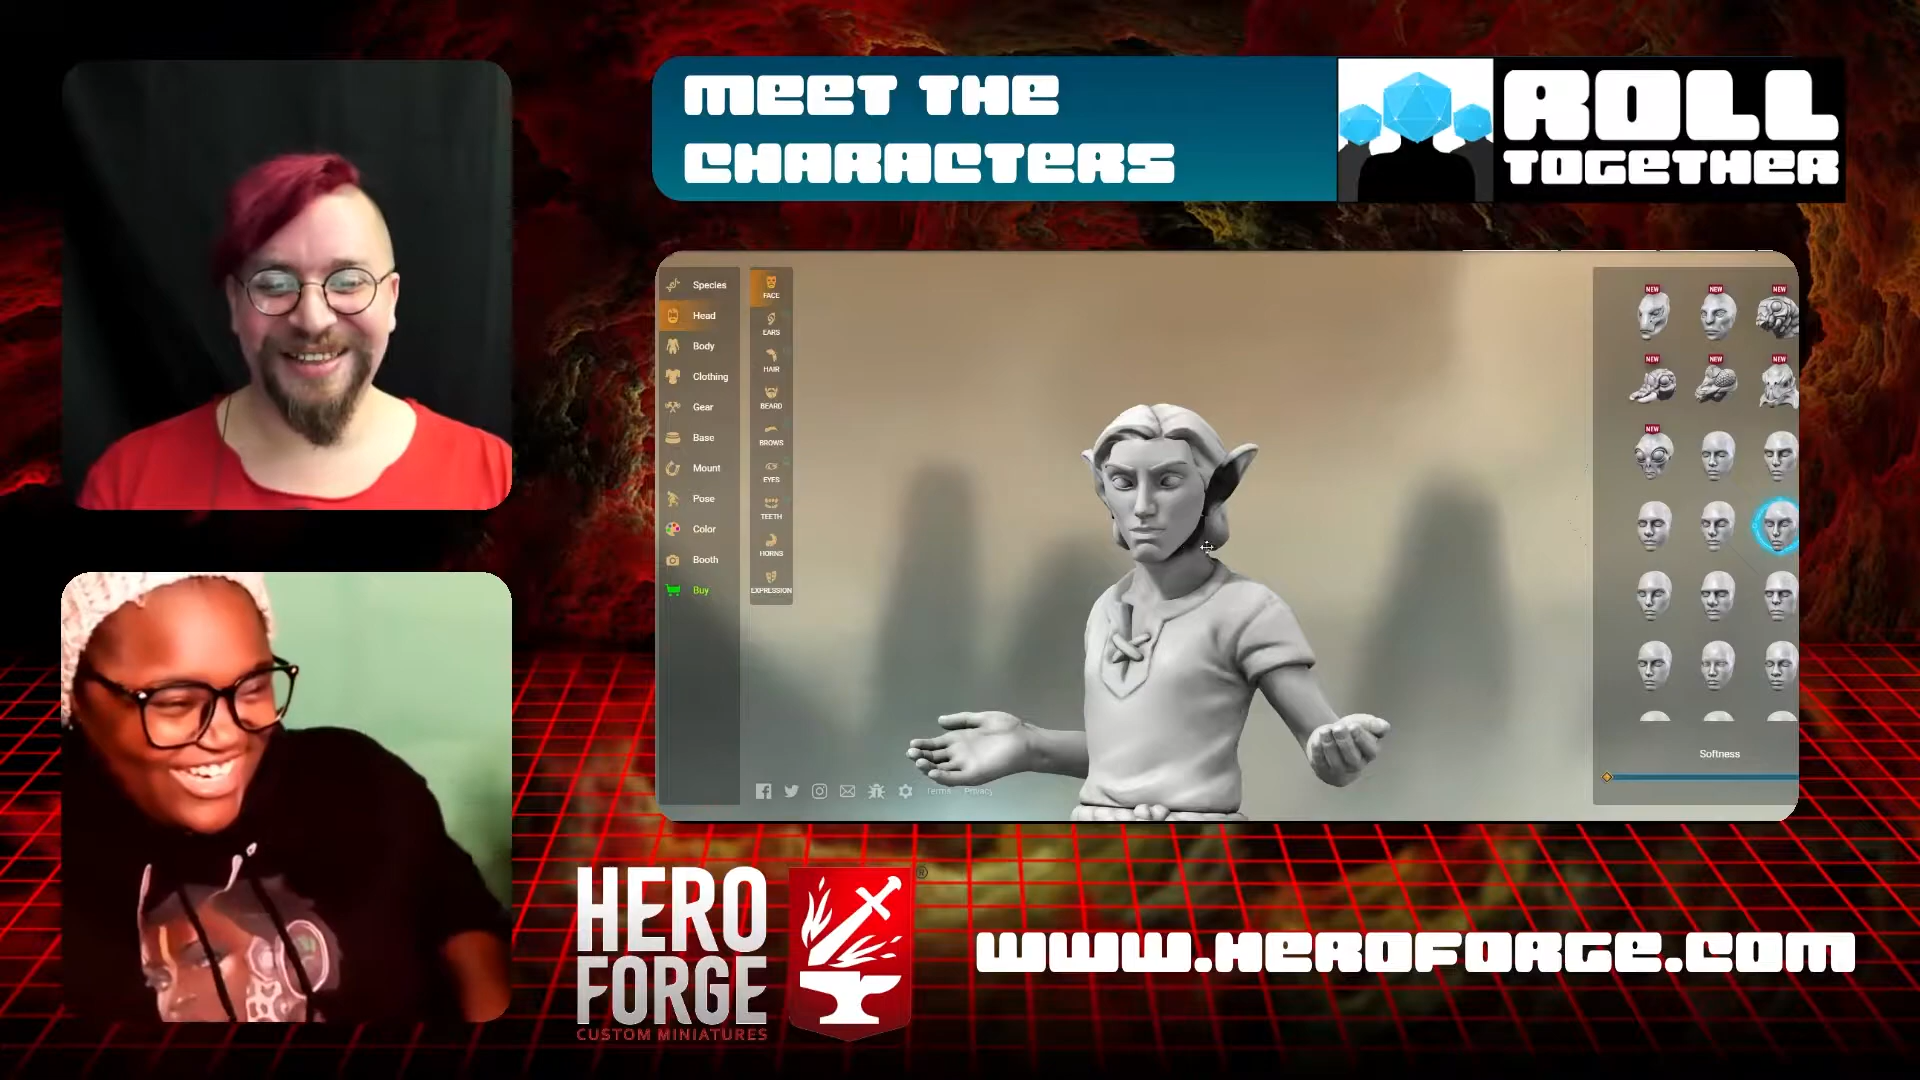 MEET THE
CHARACTERS
ROLL
TOGETHER
Species
Head
Body
Clothing
Gear
Base
Mount
Pose
Color
Booth
Buy
FACE
EARS
HAIR
BEARD
BROWS
EYES
TEETH
HORNS
EXPRESSION
NEW
NEW
NEW
NEW
NEW
NEW
NEW
Softness
Terms
Privacy
HERO
FORGE
®
CUSTOM MINIATURES
WWW.HEROFORGE.COM